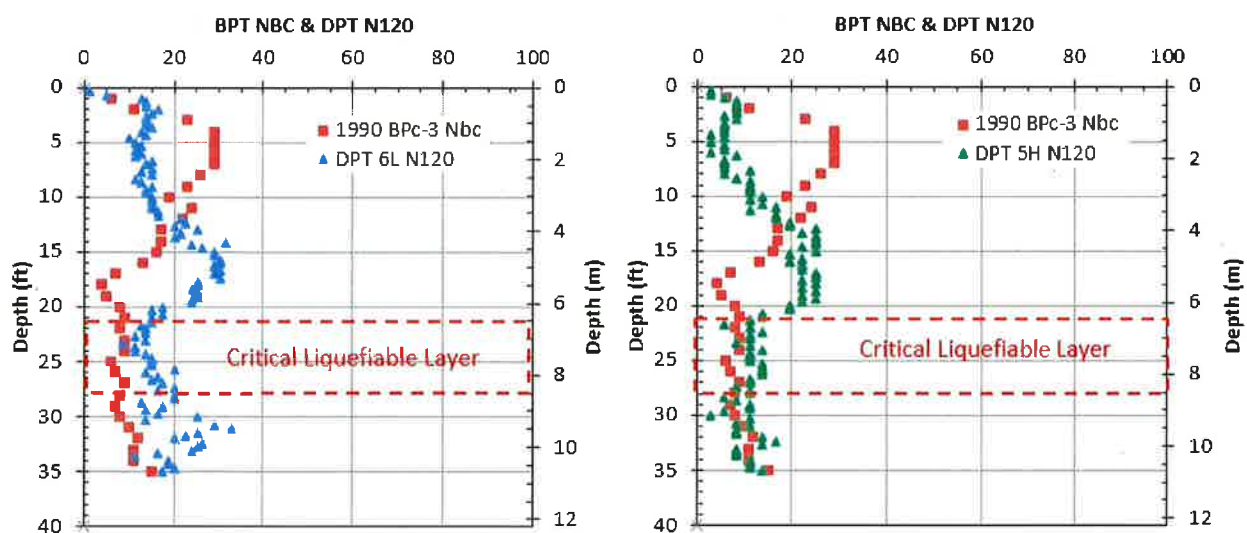 BPT NBC & DPT N120
0 20 40 60 80 100
0
5
10
15
20
25
30
35
40
Depth (ft)
1990 BPc-3 Nbc
DPT 6L N120
Critical Liquefiable Layer
0
2
4
6
8
10
12
Depth (m)
BPT NBC & DPT N120
0 20 40 60 80 100
0
5
10
15
20
25
30
35
40
Depth (ft)
1990 BPc-3 Nbc
DPT 5H N120
Critical Liquefiable Layer
0
2
4
6
8
10
12
Depth (m)